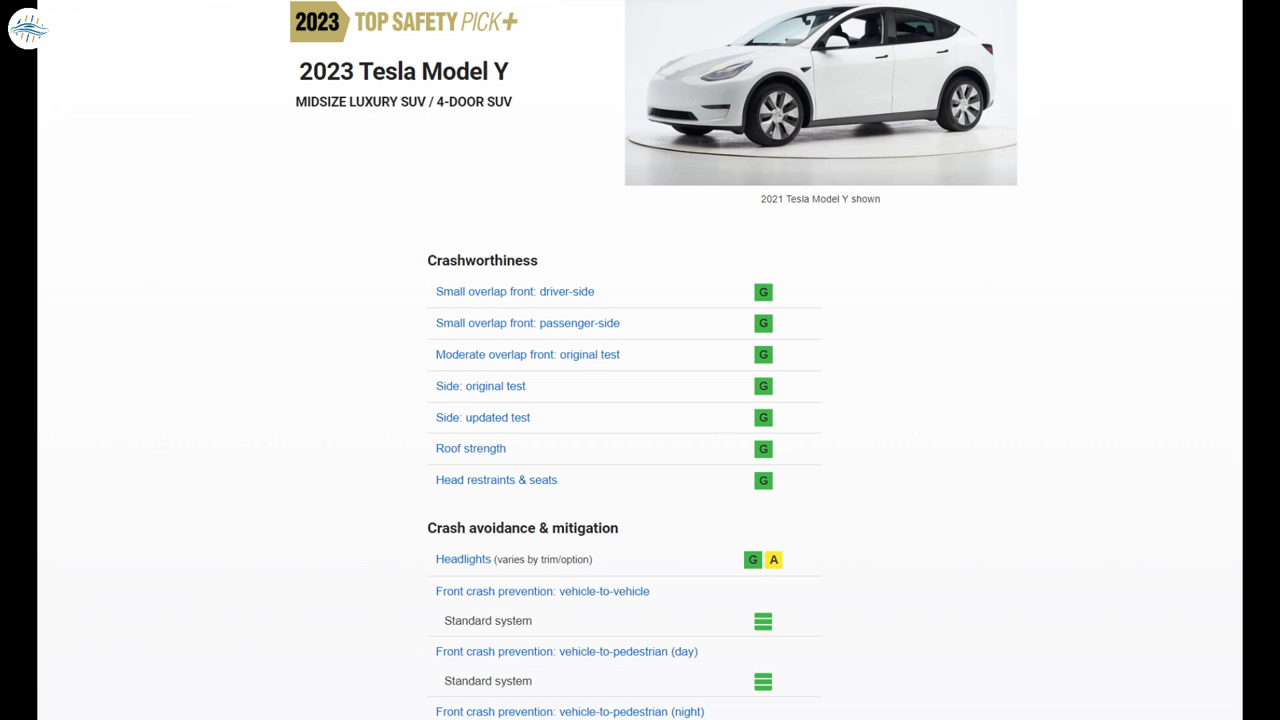 2023 TOP SAFETY PICK+
2023 Tesla Model Y
MIDSIZE LUXURY SUV / 4-DOOR SUV
2021 Tesla Model Y shown
Crashworthiness
Small overlap front: driver-side G
Small overlap front: passenger-side G
Moderate overlap front: original test G
Side: original test G
Side: updated test G
Roof strength G
Head restraints & seats G
Crash avoidance & mitigation
Headlights (varies by trim/option) G A
Front crash prevention: vehicle-to-vehicle
Standard system
Front crash prevention: vehicle-to-pedestrian (day)
Standard system
Front crash prevention: vehicle-to-pedestrian (night)